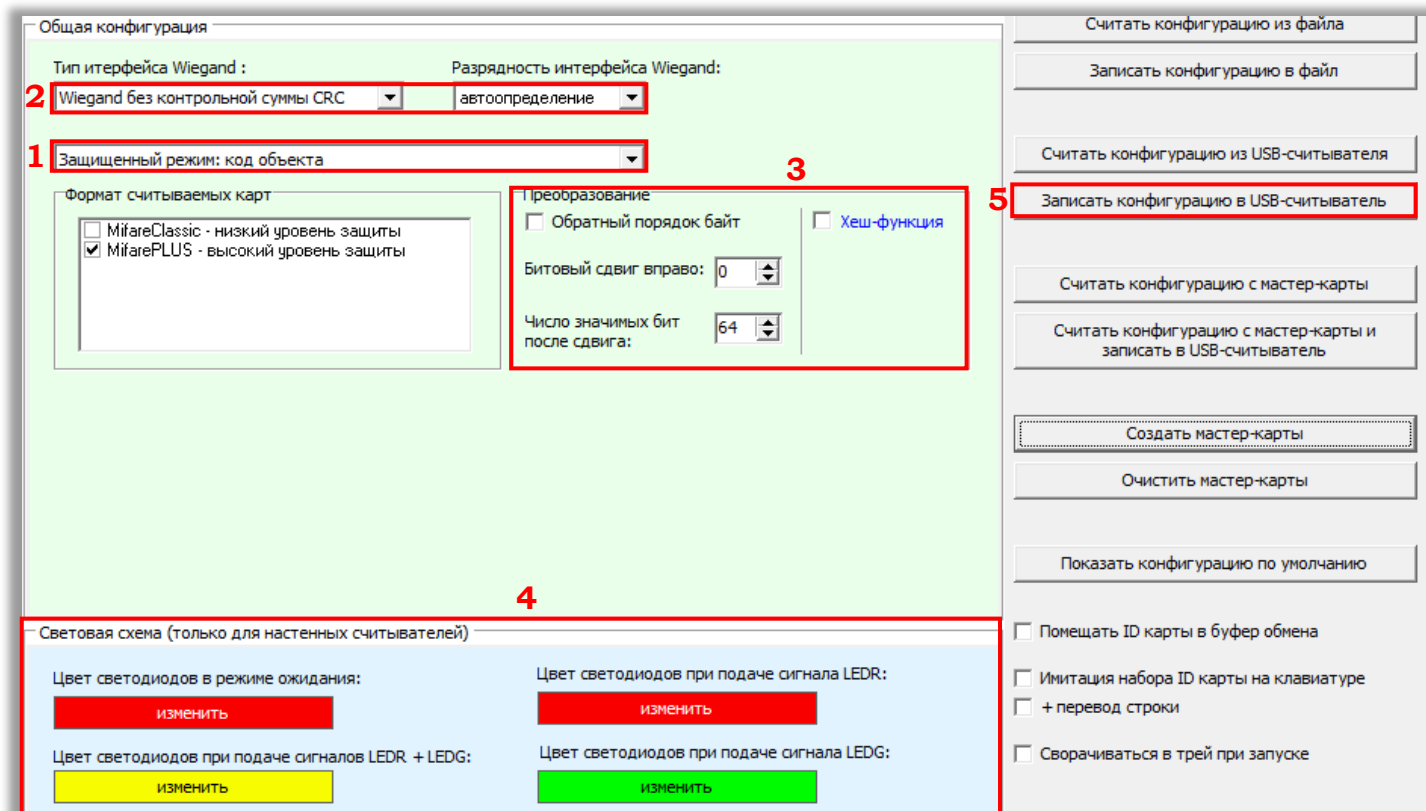 Общая конфигурация
Тип итерфейса Wiegand :
Разрядность интерфейса Wiegand:
2
Wiegand без контрольной суммы CRC
автоопределение
1
Защищенный режим: код объекта
Формат считываемых карт
MifareClassic - низкий уровень защиты
MifarePLUS - высокий уровень защиты
3
Преобразование
Обратный порядок байт
Хеш-функция
Битовый сдвиг вправо:
0
Число значимых бит
после сдвига:
64
4
Световая схема (только для настенных считывателей)
Цвет светодиодов в режиме ожидания:
изменить
Цвет светодиодов при подаче сигнала LEDR:
изменить
Цвет светодиодов при подаче сигналов LEDR + LEDG:
изменить
Цвет светодиодов при подаче сигнала LEDG:
изменить
Считать конфигурацию из файла
Записать конфигурацию в файл
Считать конфигурацию из USB-считывателя
5
Записать конфигурацию в USB-считыватель
Считать конфигурацию с мастер-карты
Считать конфигурацию с мастер-карты и
записать в USB-считыватель
Создать мастер-карты
Очистить мастер-карты
Показать конфигурацию по умолчанию
Помещать ID карты в буфер обмена
Имитация набора ID карты на клавиатуре
+ перевод строки
Сворачиваться в трей при запуске